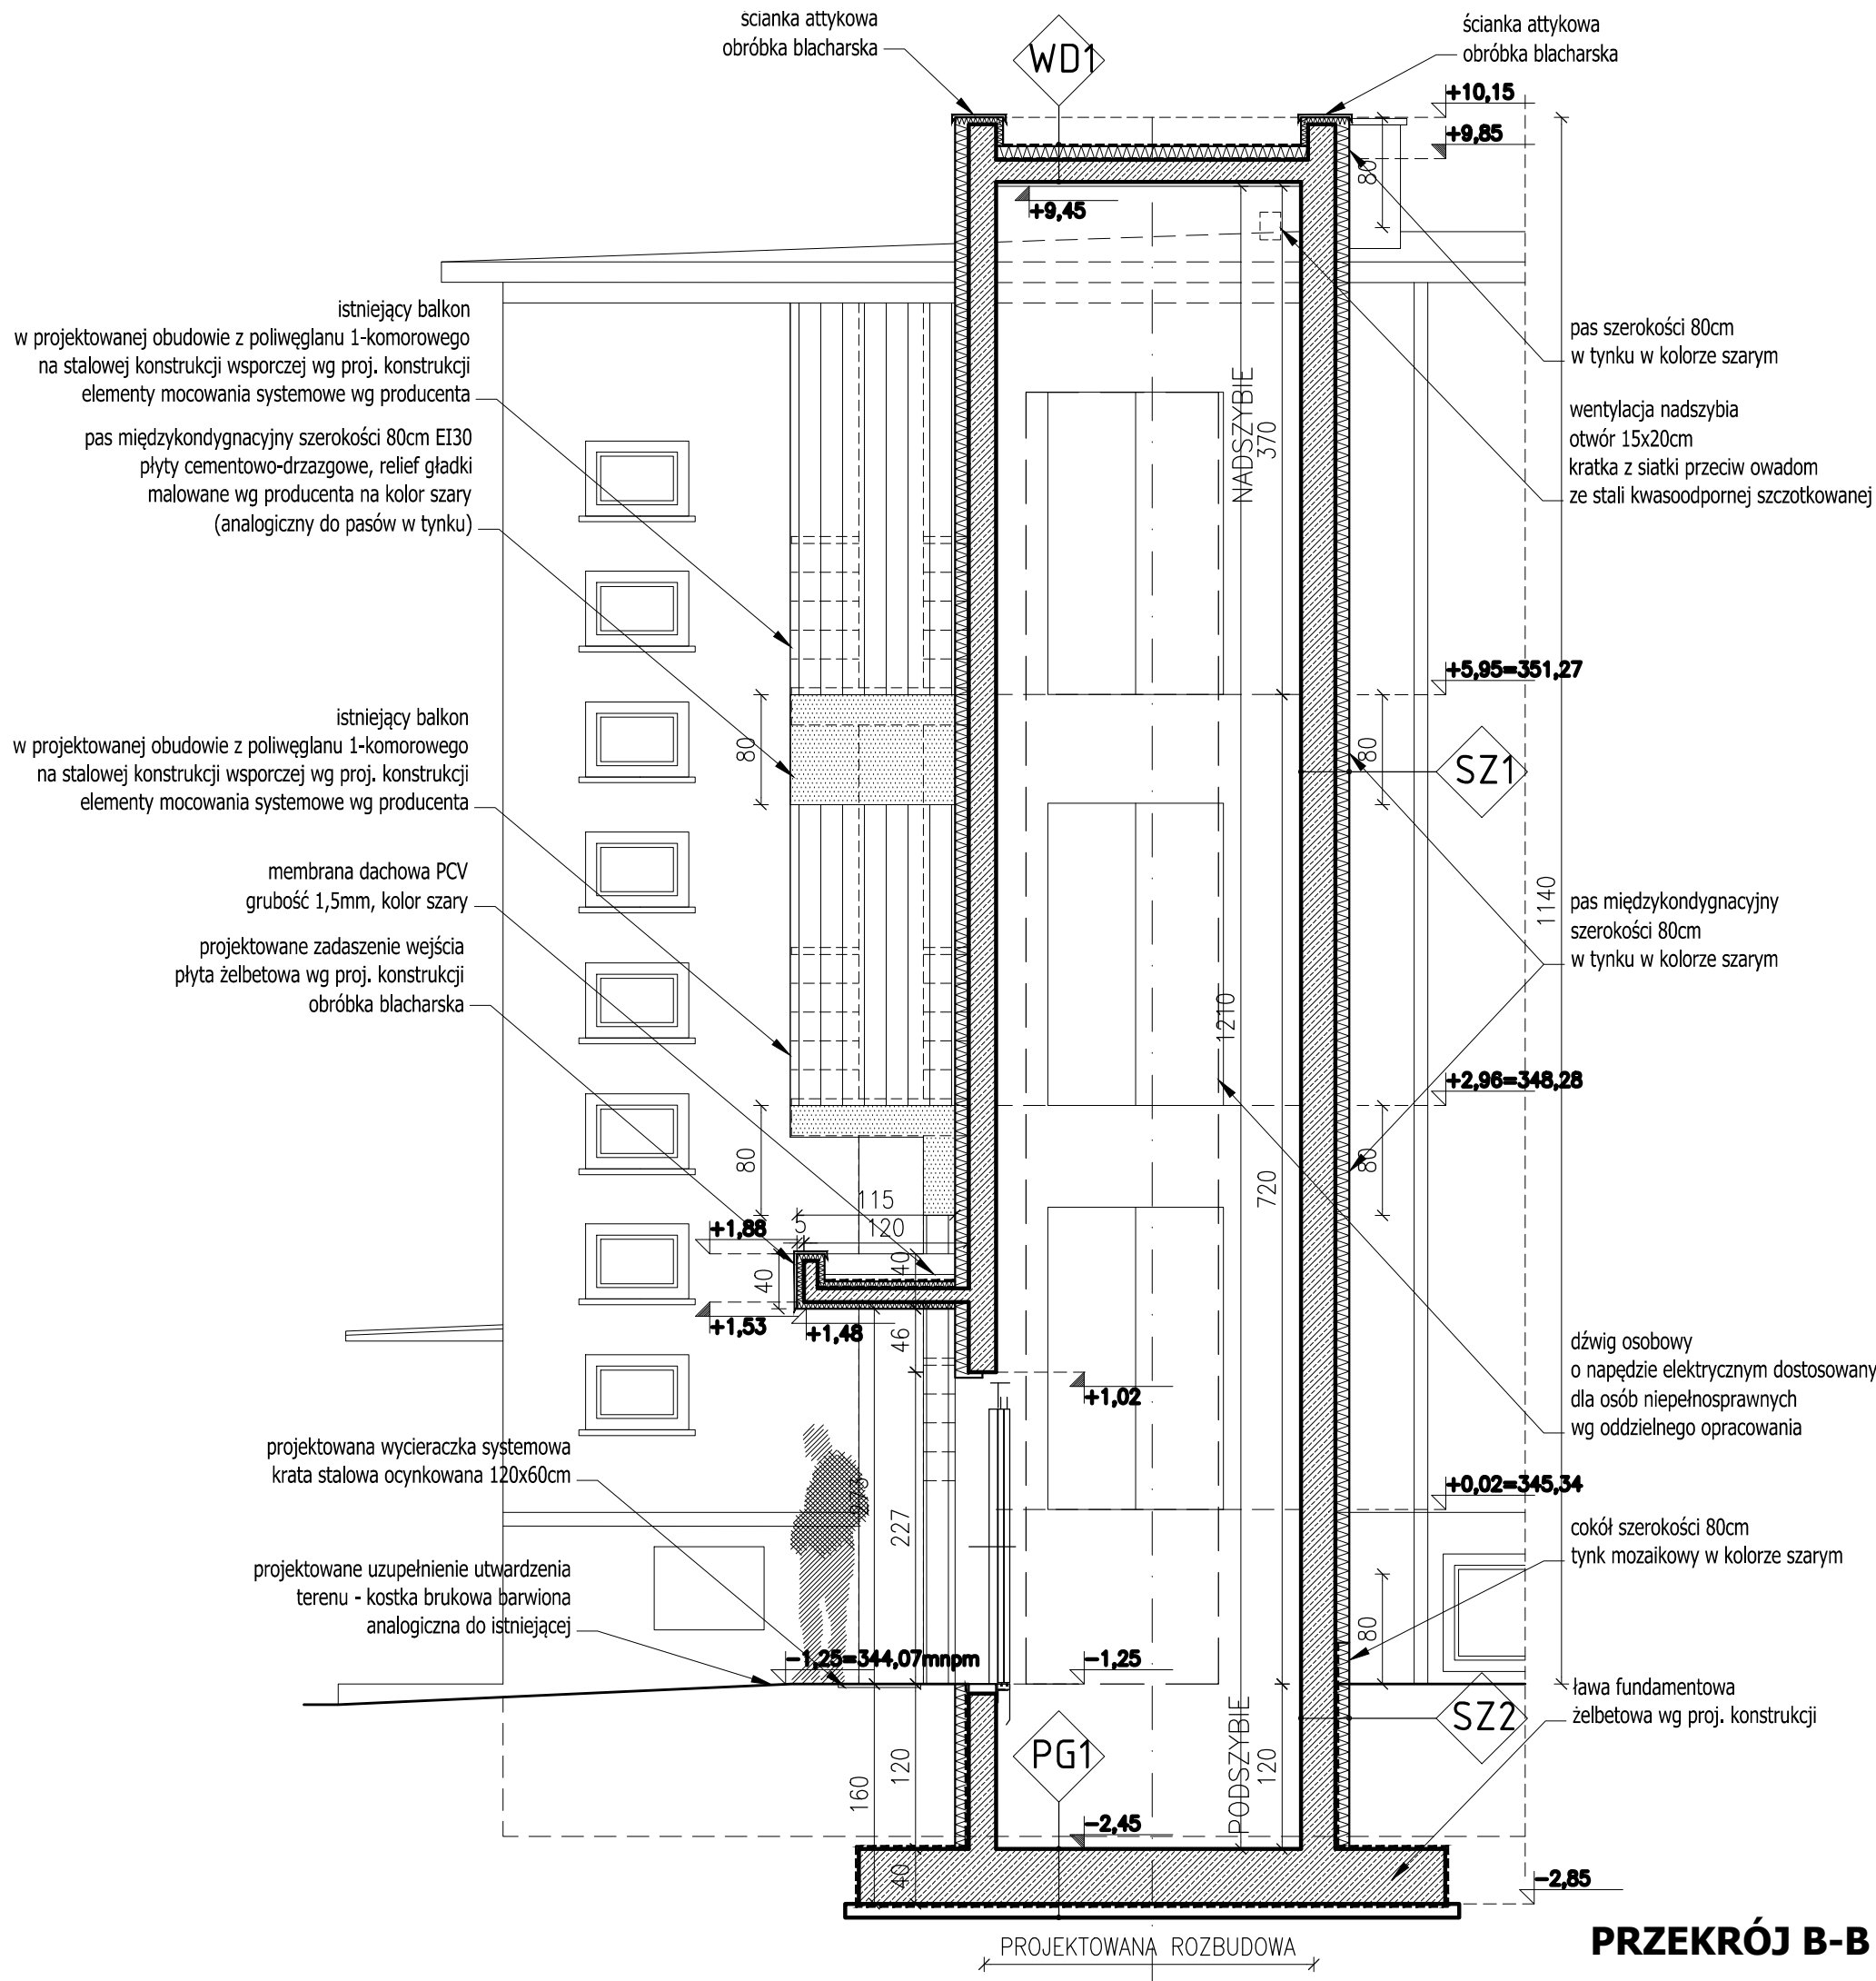 ścianka attykowa
obróbka blacharska
WD1
ścianka attykowa
obróbka blacharska
+10,15
+9,85
80
+9,45
istniejący balkon
w projektowanej obudowie z poliwęglanu 1-komorowego
na stalowej konstrukcji wsporczej wg proj. konstrukcji
elementy mocowania systemowe wg producenta
pas międzykondygnacyjny szerokości 80cm EI30
płyty cementowo-drzazgowe, relief gładki
malowane wg producenta na kolor szary
(analogiczny do pasów w tynku)
NADSZYBIE
370
pas szerokości 80cm
w tynku w kolorze szarym
wentylacja nadszybia
otwór 15x20cm
kratka z siatki przeciw owadom
ze stali kwasoodpornej szczotkowanej
+5,95=351,27
istniejący balkon
w projektowanej obudowie z poliwęglanu 1-komorowego
na stalowej konstrukcji wsporczej wg proj. konstrukcji
elementy mocowania systemowe wg producenta
80
80
SZ1
membrana dachowa PCV
grubość 1,5mm, kolor szary
projektowane zadaszenie wejścia
płyta żelbetowa wg proj. konstrukcji
obróbka blacharska
1140
pas międzykondygnacyjny
szerokości 80cm
w tynku w kolorze szarym
1210
+2,96=348,28
80
80
720
115
5
120
+1,88
40
40
+1,53
+1,48
46
+1,02
dźwig osobowy
o napędzie elektrycznym dostosowany
dla osób niepełnosprawnych
wg oddzielnego opracowania
projektowana wycieraczka systemowa
krata stalowa ocynkowana 120x60cm
227
+0,02=345,34
cokół szerokości 80cm
tynk mozaikowy w kolorze szarym
projektowane uzupełnienie utwardzenia
terenu - kostka brukowa barwiona
analogiczna do istniejącej
80
-1,25=344,07mnpm
-1,25
ława fundamentowa
żelbetowa wg proj. konstrukcji
SZ2
PG1
PODSZYBIE
120
120
160
-2,45
40
-2,85
PRZEKRÓJ B-B
PROJEKTOWANA ROZBUDOWA